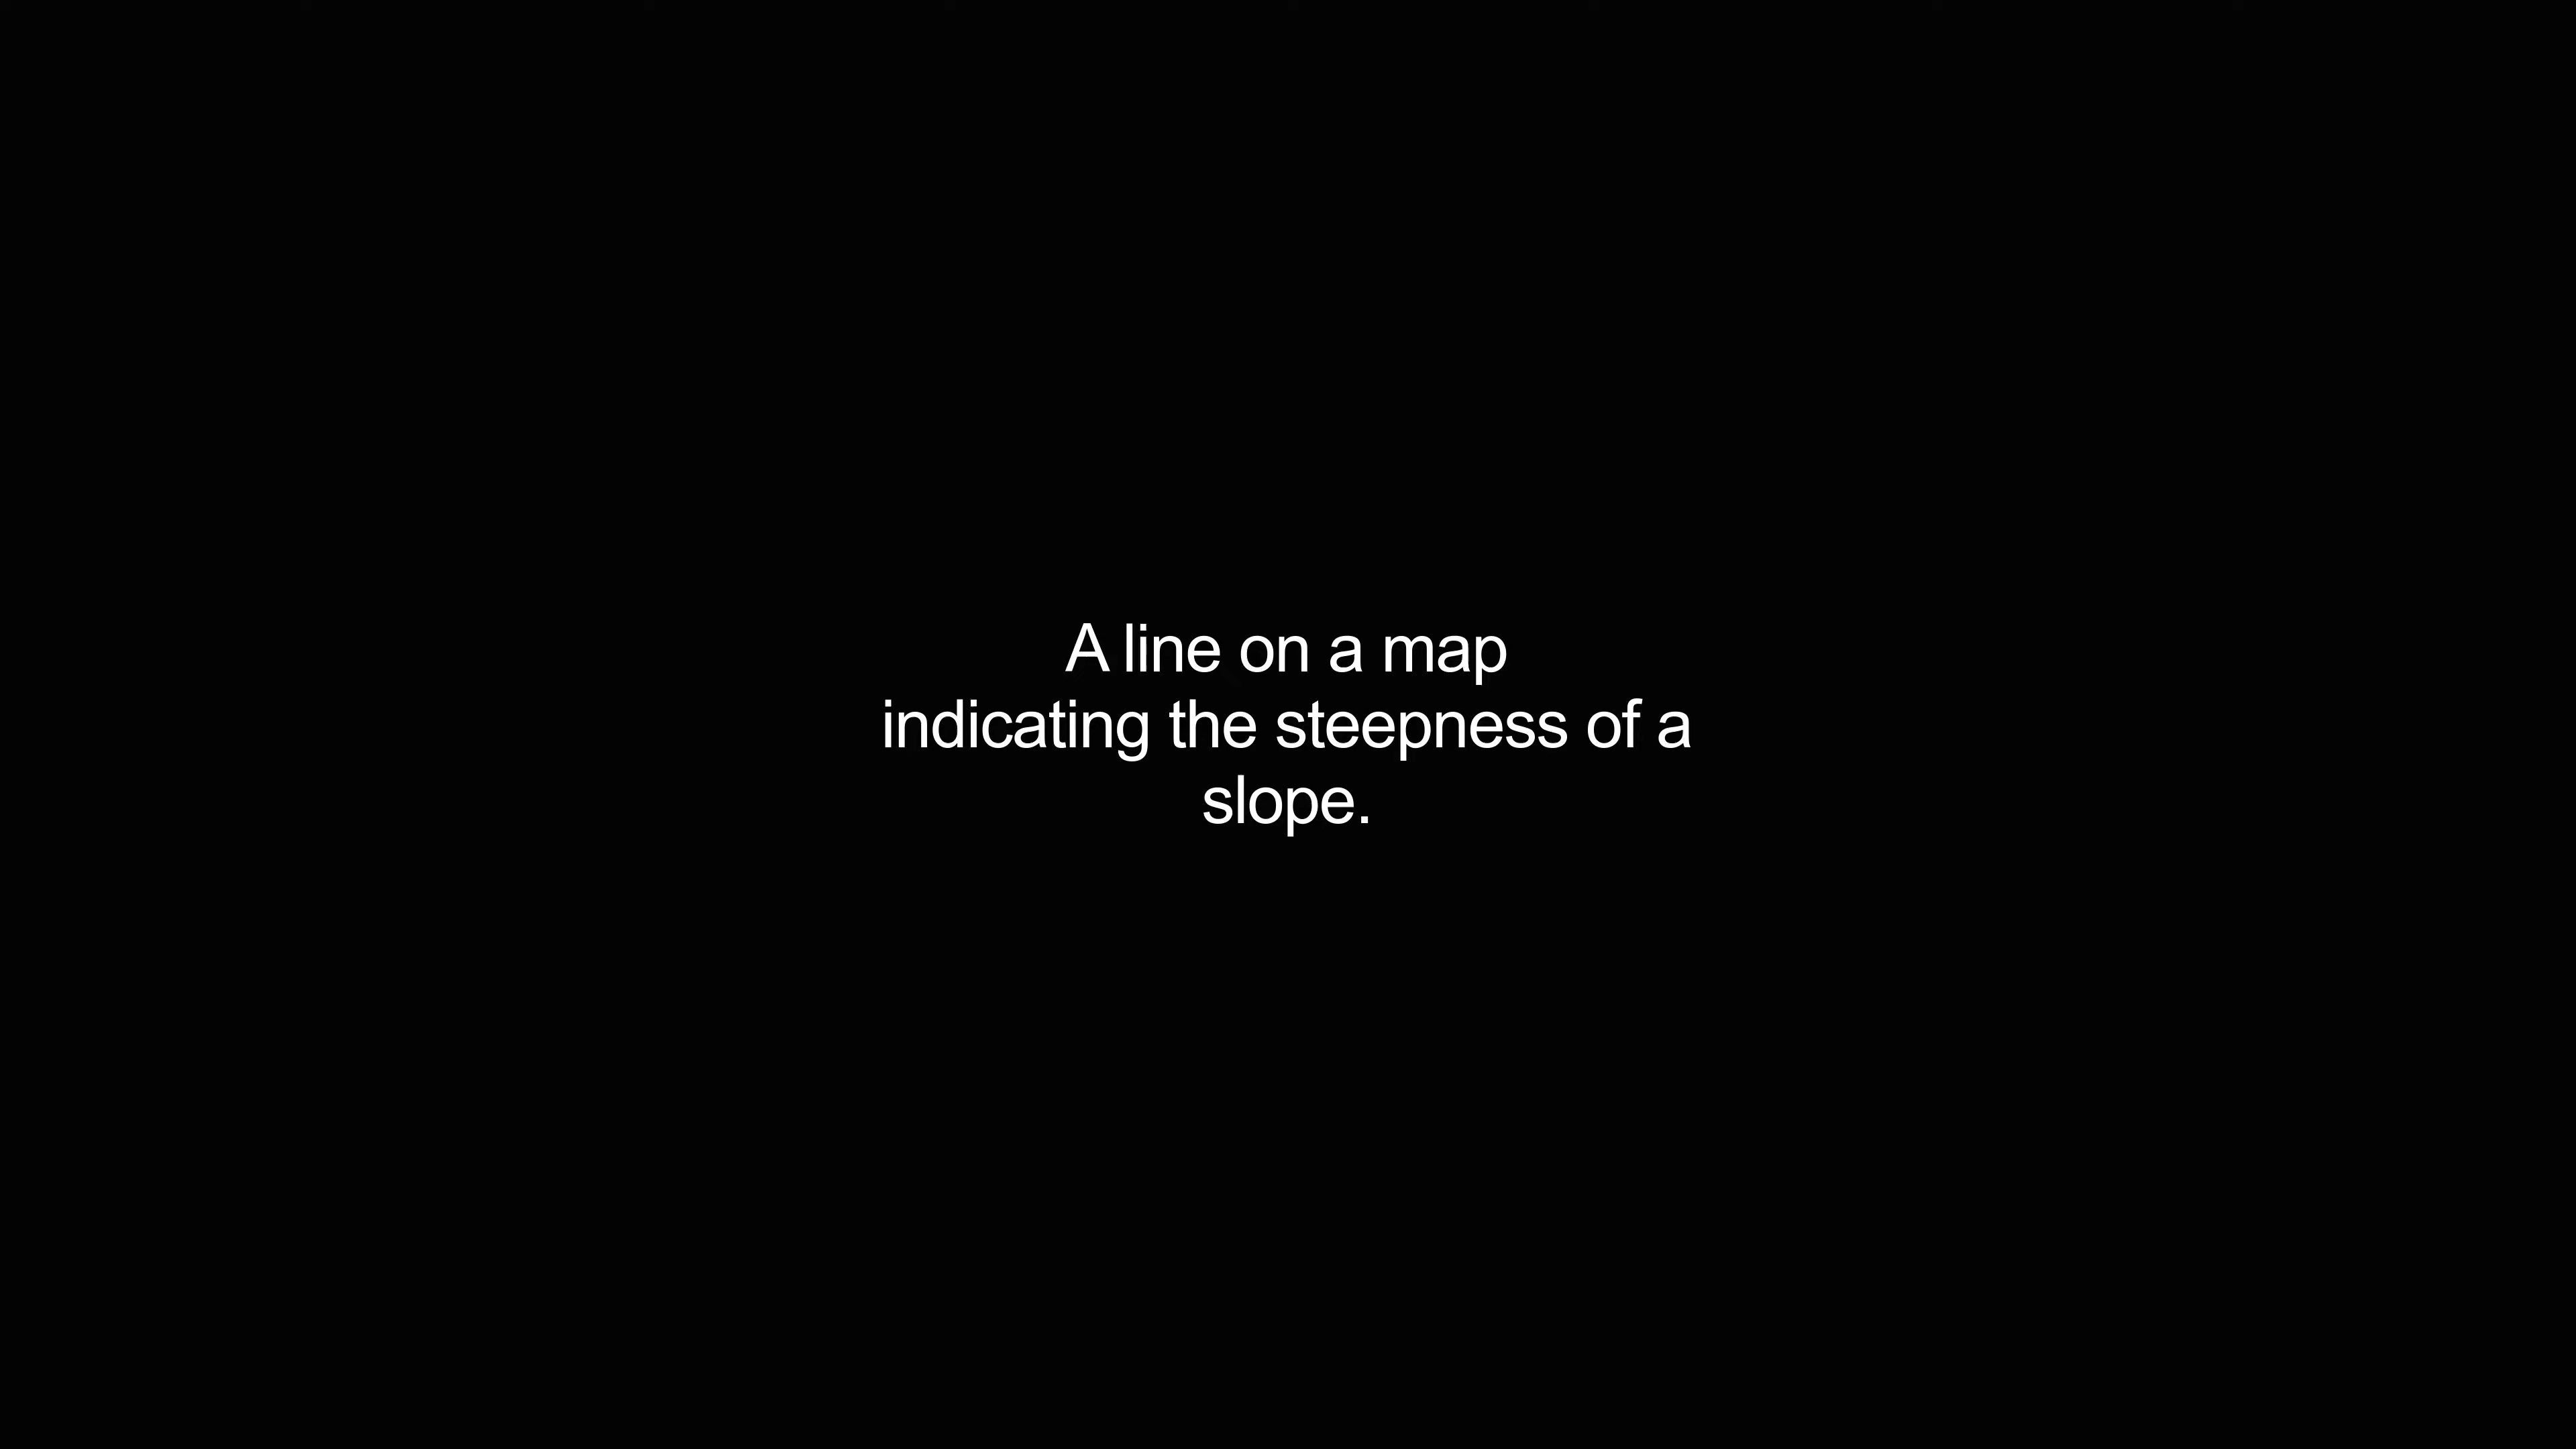 A line on a map
indicating the steepness of a
slope.